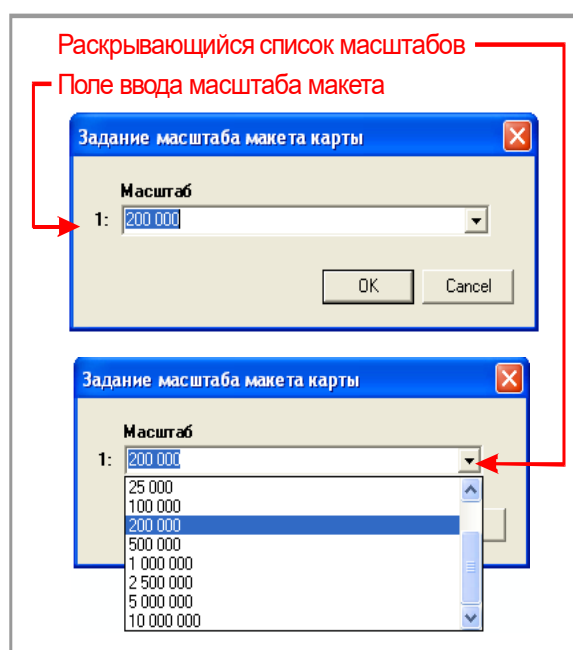 Раскрывающийся список масштабов
Поле ввода масштаба макета
Задание масштаба макета карты
Масштаб
1: 200 000
OK Cancel
Задание масштаба макета карты
Масштаб
1: 200 000
25 000
100 000
200 000
500 000
1 000 000
2 500 000
5 000 000
10 000 000